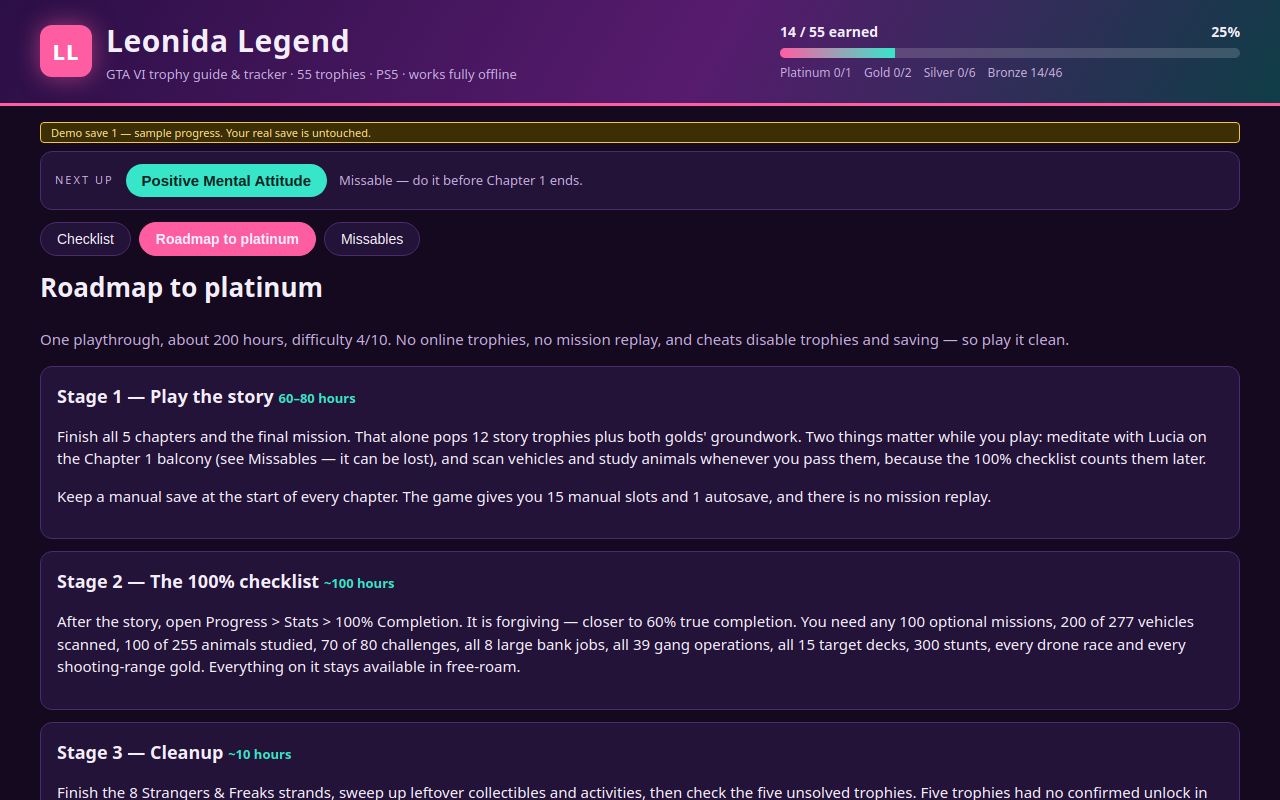 LL
Leonida Legend
GTA VI trophy guide & tracker · 55 trophies · PS5 · works fully offline
14 / 55 earned
25%
Platinum 0/1 Gold 0/2 Silver 0/6 Bronze 14/46
Demo save 1 — sample progress. Your real save is untouched.
NEXT UP Positive Mental Attitude Missable — do it before Chapter 1 ends.
Checklist Roadmap to platinum Missables
Roadmap to platinum
One playthrough, about 200 hours, difficulty 4/10. No online trophies, no mission replay, and cheats disable trophies and saving — so play it clean.
Stage 1 — Play the story 60–80 hours
Finish all 5 chapters and the final mission. That alone pops 12 story trophies plus both golds' groundwork. Two things matter while you play: meditate with Lucia on
the Chapter 1 balcony (see Missables — it can be lost), and scan vehicles and study animals whenever you pass them, because the 100% checklist counts them later.
Keep a manual save at the start of every chapter. The game gives you 15 manual slots and 1 autosave, and there is no mission replay.
Stage 2 — The 100% checklist ~100 hours
After the story, open Progress > Stats > 100% Completion. It is forgiving — closer to 60% true completion. You need any 100 optional missions, 200 of 277 vehicles
scanned, 100 of 255 animals studied, 70 of 80 challenges, all 8 large bank jobs, all 39 gang operations, all 15 target decks, 300 stunts, every drone race and every
shooting-range gold. Everything on it stays available in free-roam.
Stage 3 — Cleanup ~10 hours
Finish the 8 Strangers & Freaks strands, sweep up leftover collectibles and activities, then check the five unsolved trophies. Five trophies had no confirmed unlock in